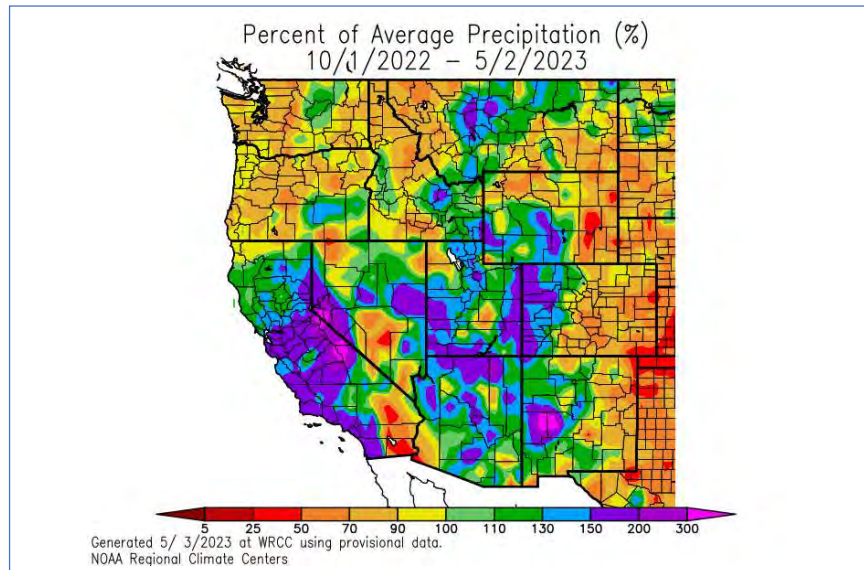 Percent of Average Precipitation (%)
10/1/2022 – 5/2/2023
5 25 50 70 90 100 110 130 150 200 300
Generated 5/ 3/2023 at WRCC using provisional data.
NOAA Regional Climate Centers